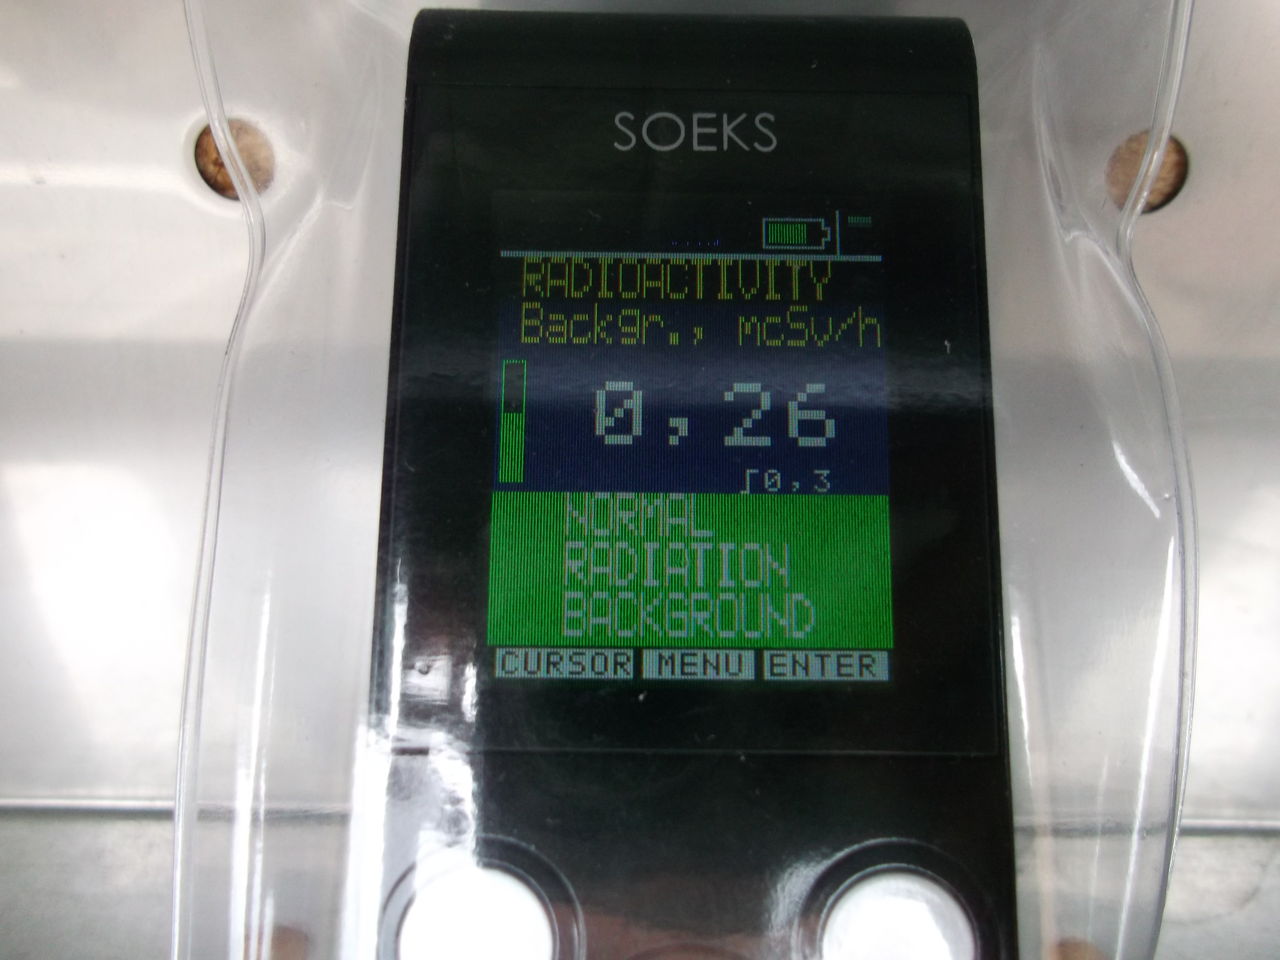 SOEKS
RADIOACTIVITY
Backgr., mcSv/h
0,26
∫0,3
NORMAL
RADIATION
BACKGROUND
CURSOR MENU ENTER